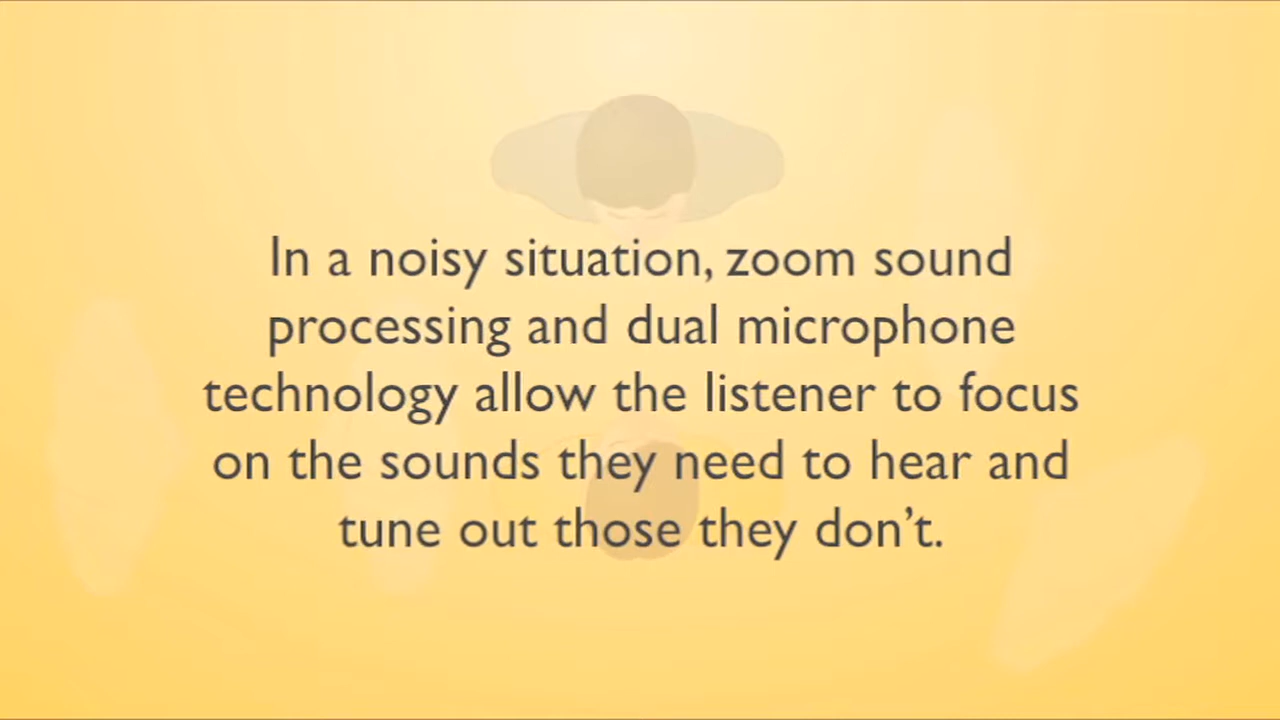 In a noisy situation, zoom sound
processing and dual microphone
technology allow the listener to focus
on the sounds they need to hear and
tune out those they don’t.